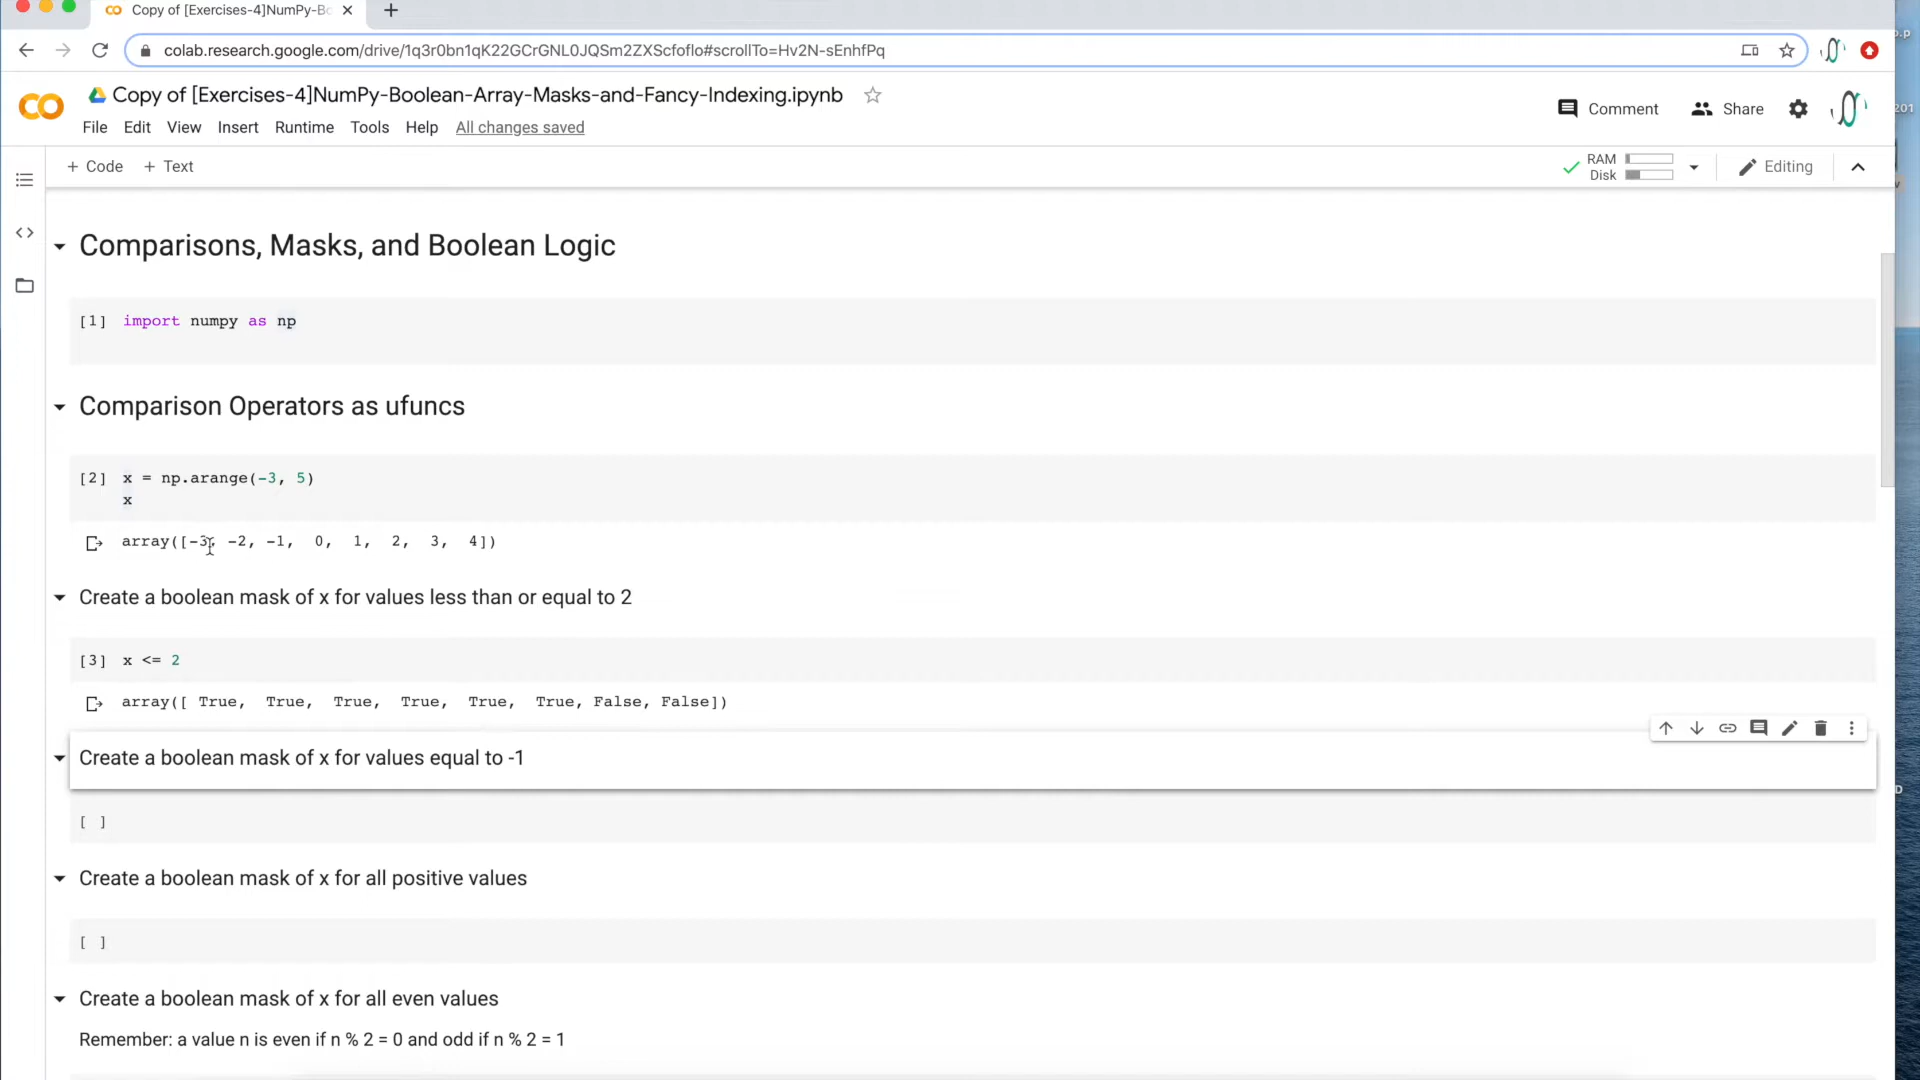 Copy of [Exercises-4]NumPy-Bo
colab.research.google.com/drive/1q3r0bn1qK22GCrGNL0JQSm2ZXScfoflo#scrollTo=Hv2N-sEnhfPq
Copy of [Exercises-4]NumPy-Boolean-Array-Masks-and-Fancy-Indexing.ipynb
Comment Share
File Edit View Insert Runtime Tools Help All changes saved
+ Code + Text
RAM
Disk
Editing
Comparisons, Masks, and Boolean Logic
[1] import numpy as np
Comparison Operators as ufuncs
[2] x = np.arange(-3, 5)
x
array([-3, -2, -1, 0, 1, 2, 3, 4])
Create a boolean mask of x for values less than or equal to 2
[3] x <= 2
array([ True, True, True, True, True, True, False, False])
Create a boolean mask of x for values equal to -1
[ ]
Create a boolean mask of x for all positive values
[ ]
Create a boolean mask of x for all even values
Remember: a value n is even if n % 2 = 0 and odd if n % 2 = 1